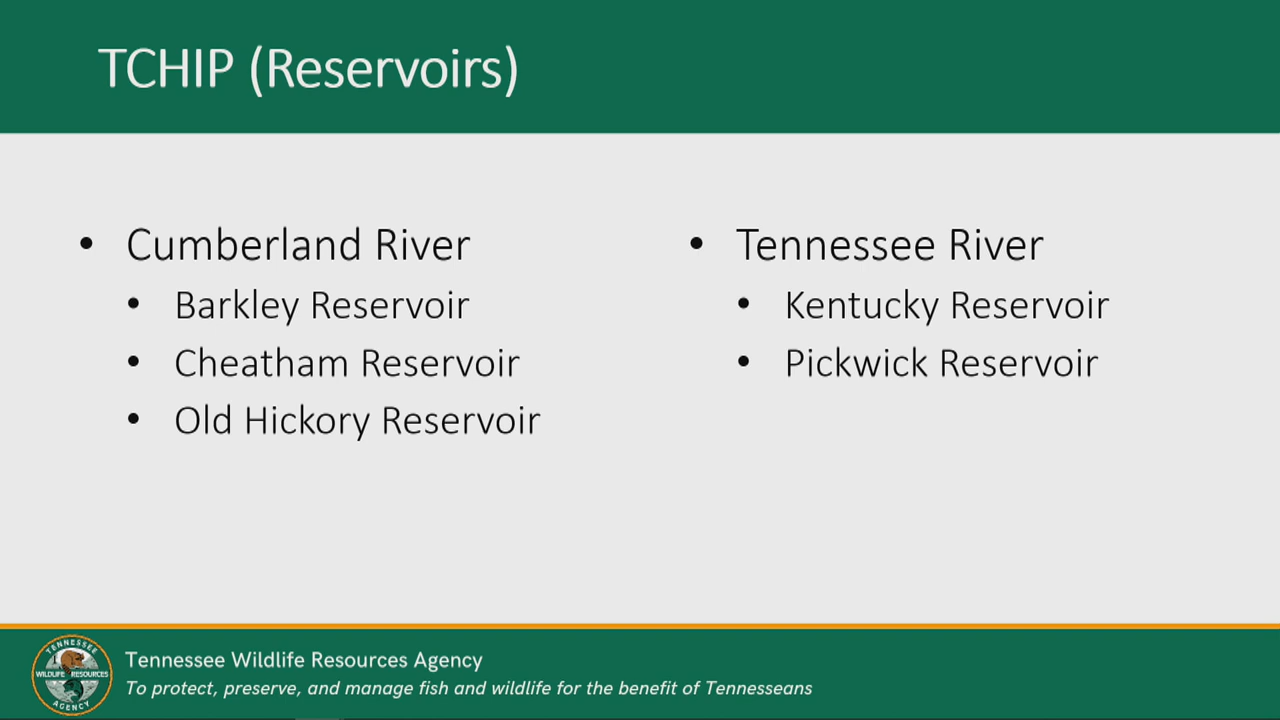 TCHIP (Reservoirs)
• Cumberland River
• Barkley Reservoir
• Cheatham Reservoir
• Old Hickory Reservoir
• Tennessee River
• Kentucky Reservoir
• Pickwick Reservoir
TENNESSEE
WILDLIFE RESOURCES
AGENCY
Tennessee Wildlife Resources Agency
To protect, preserve, and manage fish and wildlife for the benefit of Tennesseans